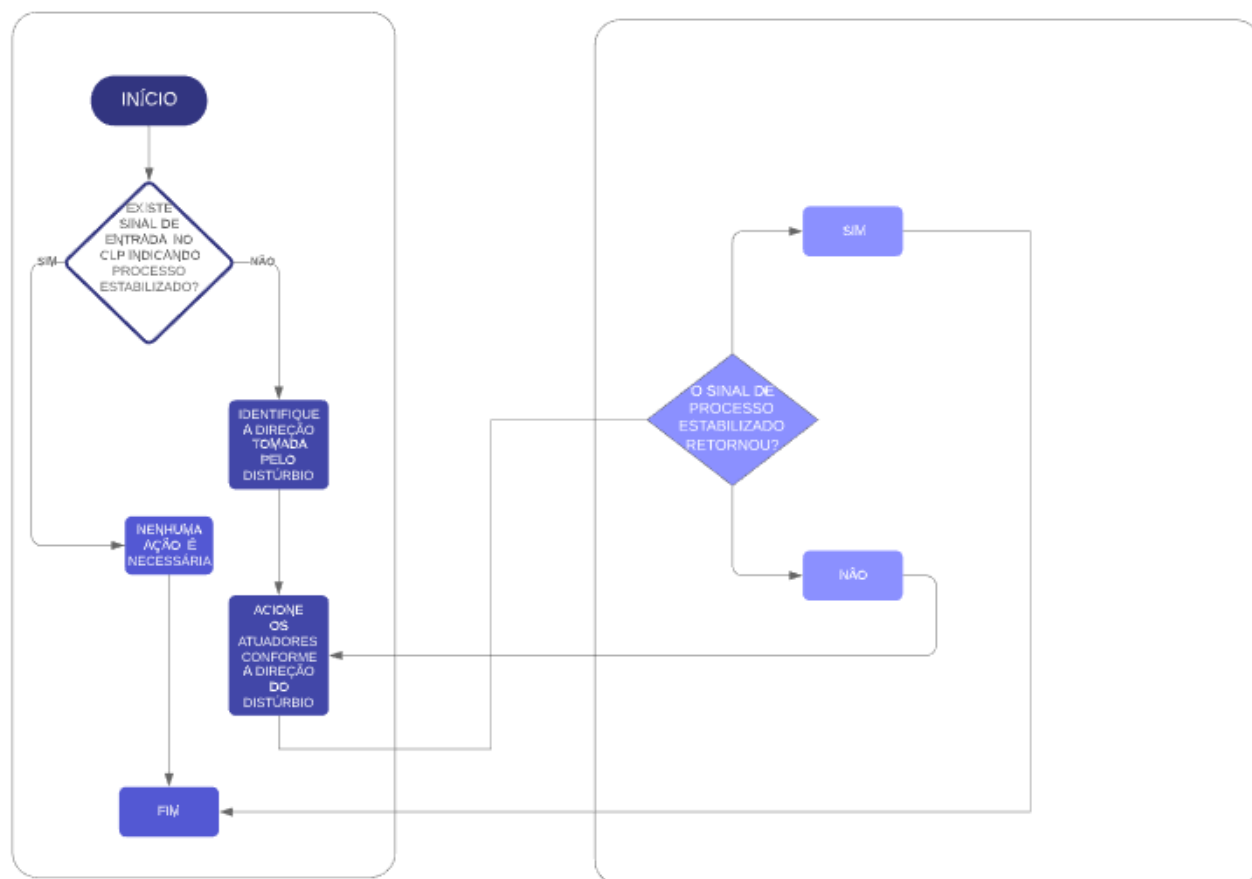 INÍCIO
EXISTE
SINAL DE
ENTRADA NO
CLP INDICANDO
PROCESSO
ESTABILIZADO?
SIM
NÃO
IDENTIFIQUE
A DIREÇÃO
TOMADA
PELO
DISTÚRBIO
NENHUMA
AÇÃO É
NECESSÁRIA
ACIONE
OS
ATUADORES
CONFORME
A DIREÇÃO
DO
DISTÚRBIO
FIM
SIM
O SINAL DE
PROCESSO
ESTABILIZADO
RETORNOU?
NÃO